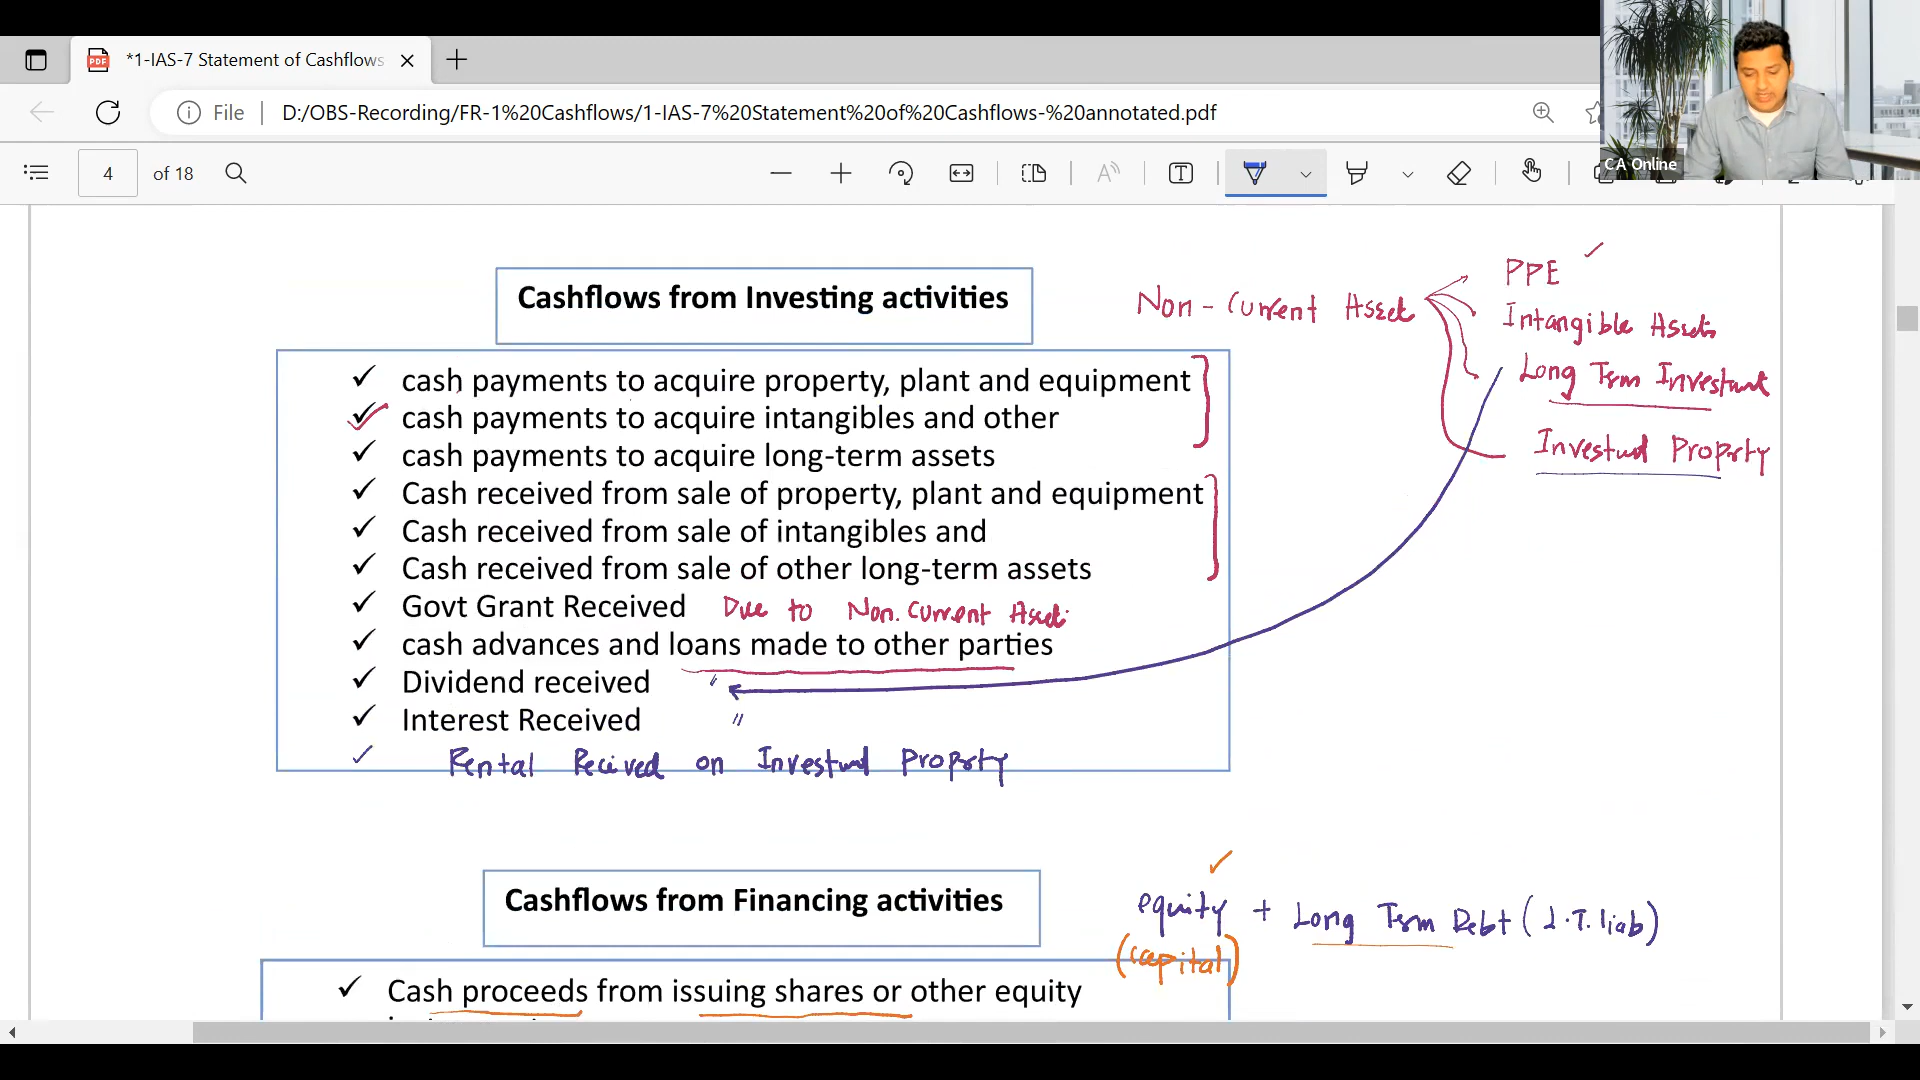 *1-IAS-7 Statement of Cashflows
File
D:/OBS-Recording/FR-1%20Cashflows/1-IAS-7%20Statement%20of%20Cashflows-%20annotated.pdf
CA Online
4 of 18
Cashflows from Investing activities
Non-Current Asset
PPE
Intangible Assets
Long Term Investment
Investment Property
cash payments to acquire property, plant and equipment
cash payments to acquire intangibles and other
cash payments to acquire long-term assets
Cash received from sale of property, plant and equipment
Cash received from sale of intangibles and
Cash received from sale of other long-term assets
Govt Grant Received Due to Non.Current Asset
cash advances and loans made to other parties
Dividend received "
Interest Received "
Rental Recived on Investment Property
Cashflows from Financing activities
equity + Long Term Debt (L.T.liab)
(capital)
Cash proceeds from issuing shares or other equity